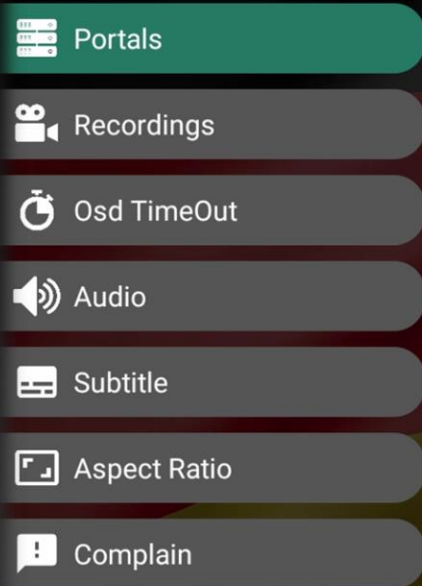 Portals
Recordings
Osd TimeOut
Audio
Subtitle
Aspect Ratio
Complain